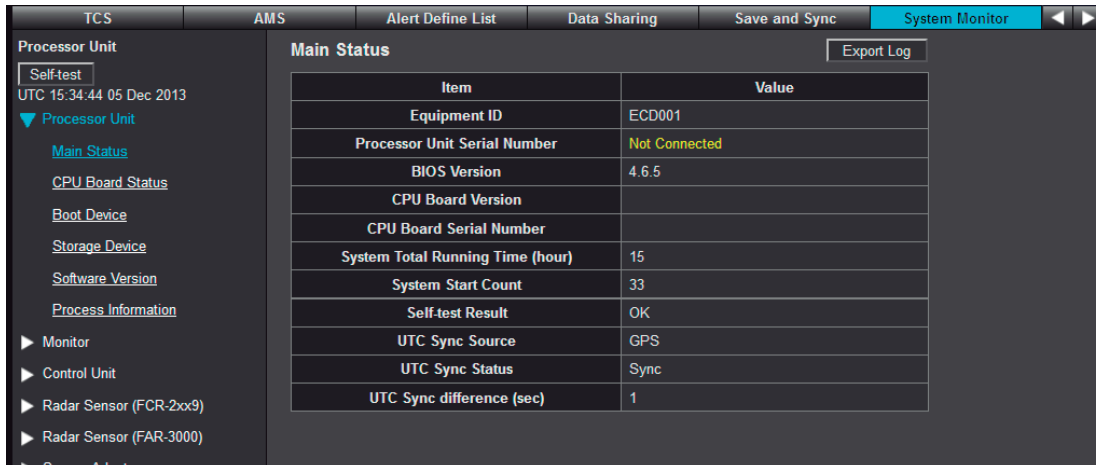 TCS AMS Alert Define List Data Sharing Save and Sync System Monitor
Processor Unit
Self-test
UTC 15:34:44 05 Dec 2013
Processor Unit
Main Status
CPU Board Status
Boot Device
Storage Device
Software Version
Process Information
Monitor
Control Unit
Radar Sensor (FCR-2xx9)
Radar Sensor (FAR-3000)
Main Status
Export Log
Item Value
Equipment ID ECD001
Processor Unit Serial Number Not Connected
BIOS Version 4.6.5
CPU Board Version
CPU Board Serial Number
System Total Running Time (hour) 15
System Start Count 33
Self-test Result OK
UTC Sync Source GPS
UTC Sync Status Sync
UTC Sync difference (sec) 1